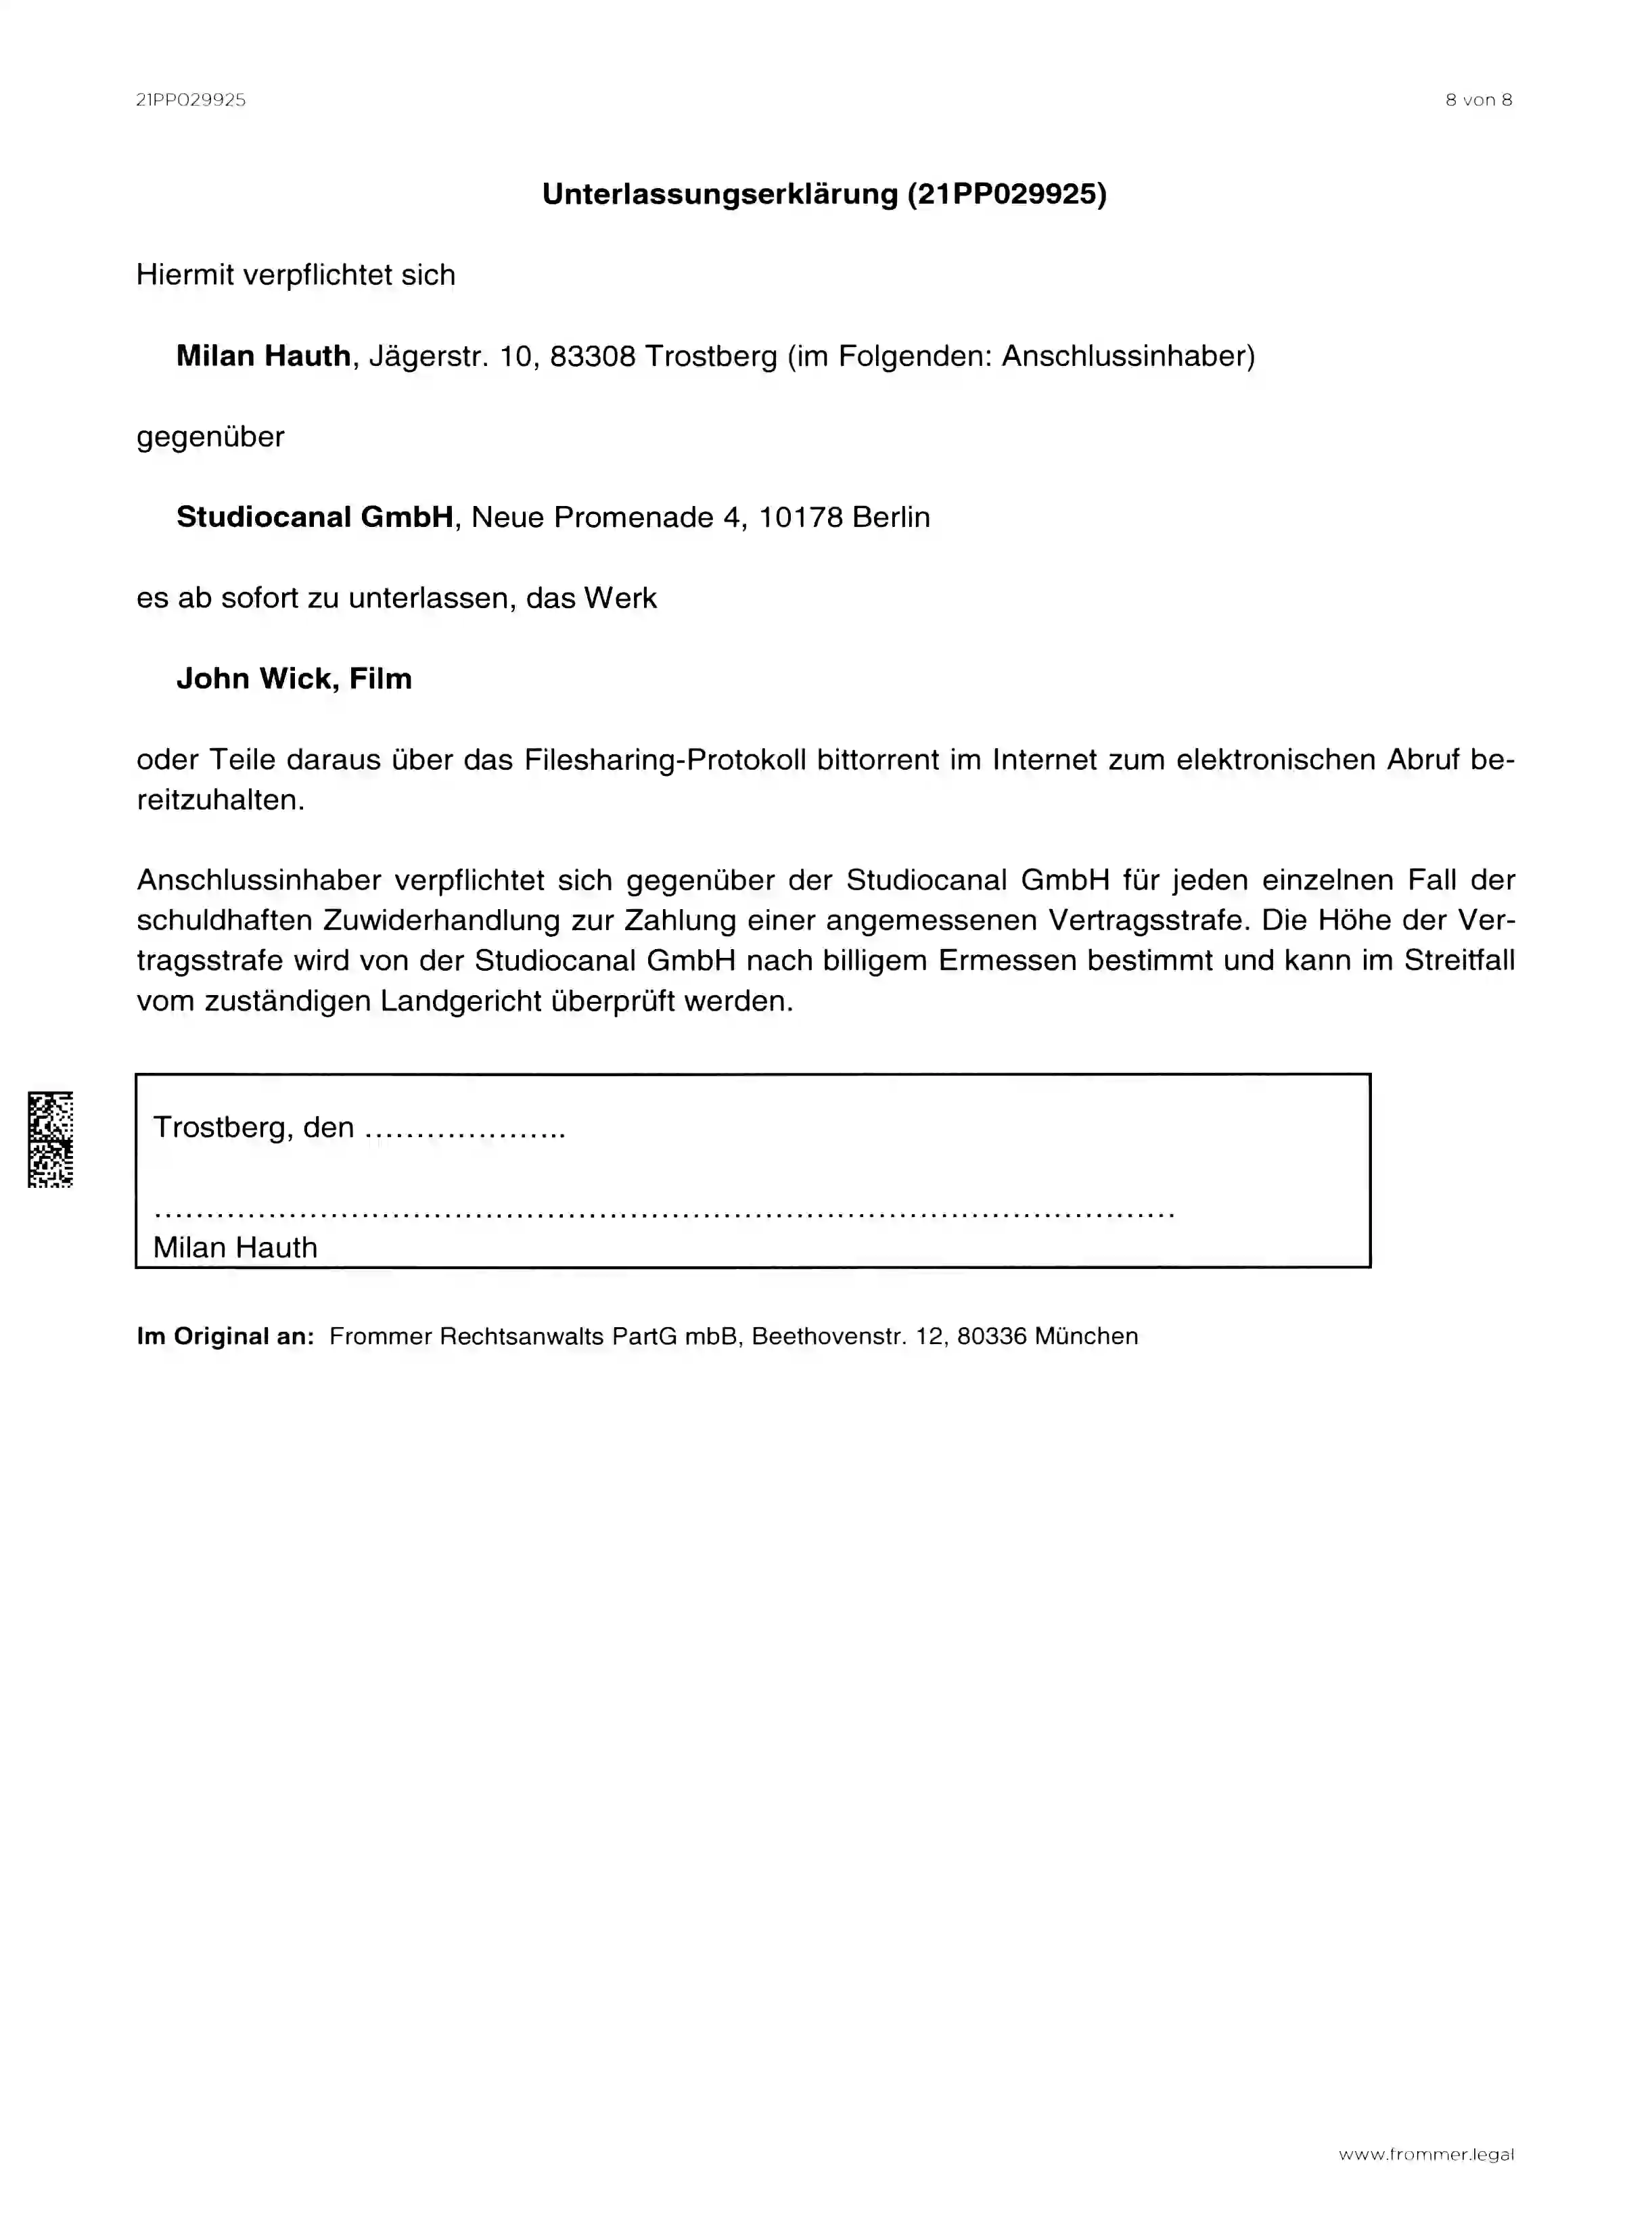 21PP029925
8 von 8
Unterlassungserklärung (21PP029925)
Hiermit verpflichtet sich
Milan Hauth, Jägerstr. 10, 83308 Trostberg (im Folgenden: Anschlussinhaber)
gegenüber
Studiocanal GmbH, Neue Promenade 4, 10178 Berlin
es ab sofort zu unterlassen, das Werk
John Wick, Film
oder Teile daraus über das Filesharing-Protokoll bittorrent im Internet zum elektronischen Abruf be-
reitzuhalten.
Anschlussinhaber verpflichtet sich gegenüber der Studiocanal GmbH für jeden einzelnen Fall der
schuldhaften Zuwiderhandlung zur Zahlung einer angemessenen Vertragsstrafe. Die Höhe der Ver-
tragsstrafe wird von der Studiocanal GmbH nach billigem Ermessen bestimmt und kann im Streitfall
vom zuständigen Landgericht überprüft werden.
Trostberg, den ....................
....................................................................................................
Milan Hauth
Im Original an: Frommer Rechtsanwalts PartG mbB, Beethovenstr. 12, 80336 München
www.frommer.legal